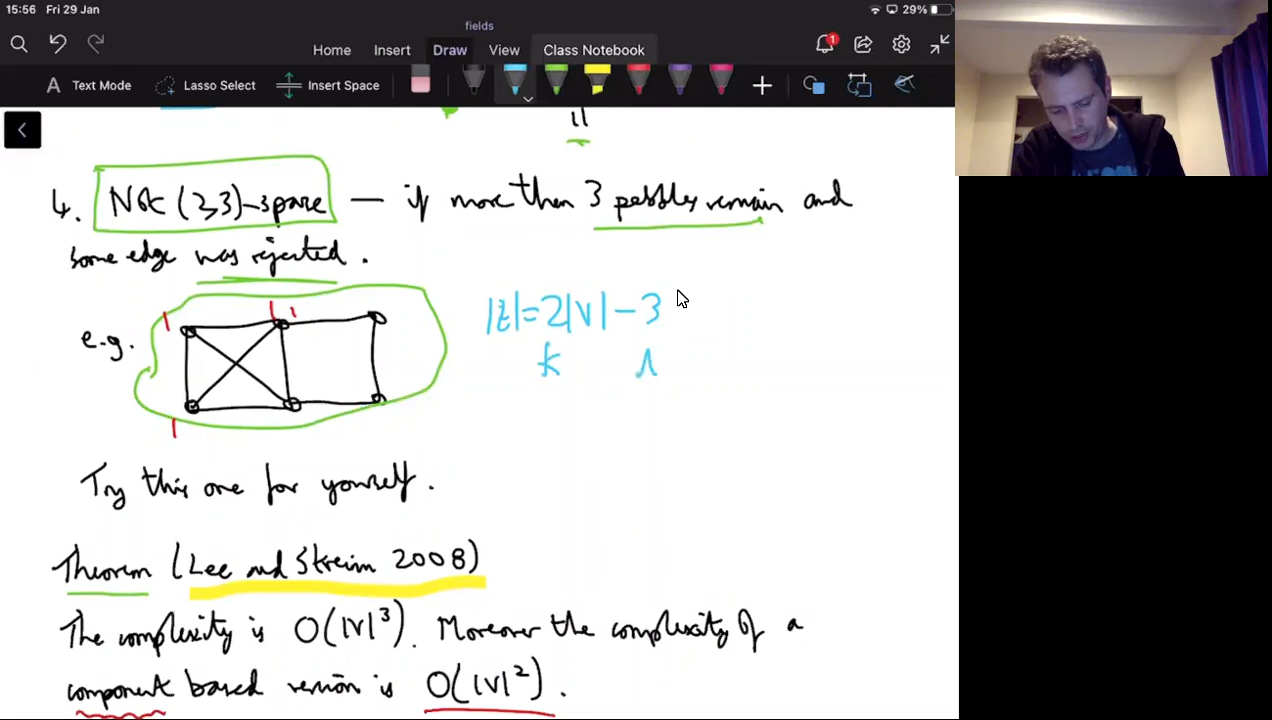 15:56 Fri 29 Jan
29%
fields
Home Insert Draw View Class Notebook
1
Text Mode Lasso Select Insert Space
4. Not (2,3)-sparse — if more then 3 pebbles remain and
some edge was rejected.
e.g.
|E|=2|V|-3
k l
Try this one for yourself.
Theorem (Lee and Streinu 2008)
The complexity is O(|V|³). Moreover the complexity of a
component based version is O(|V|²).